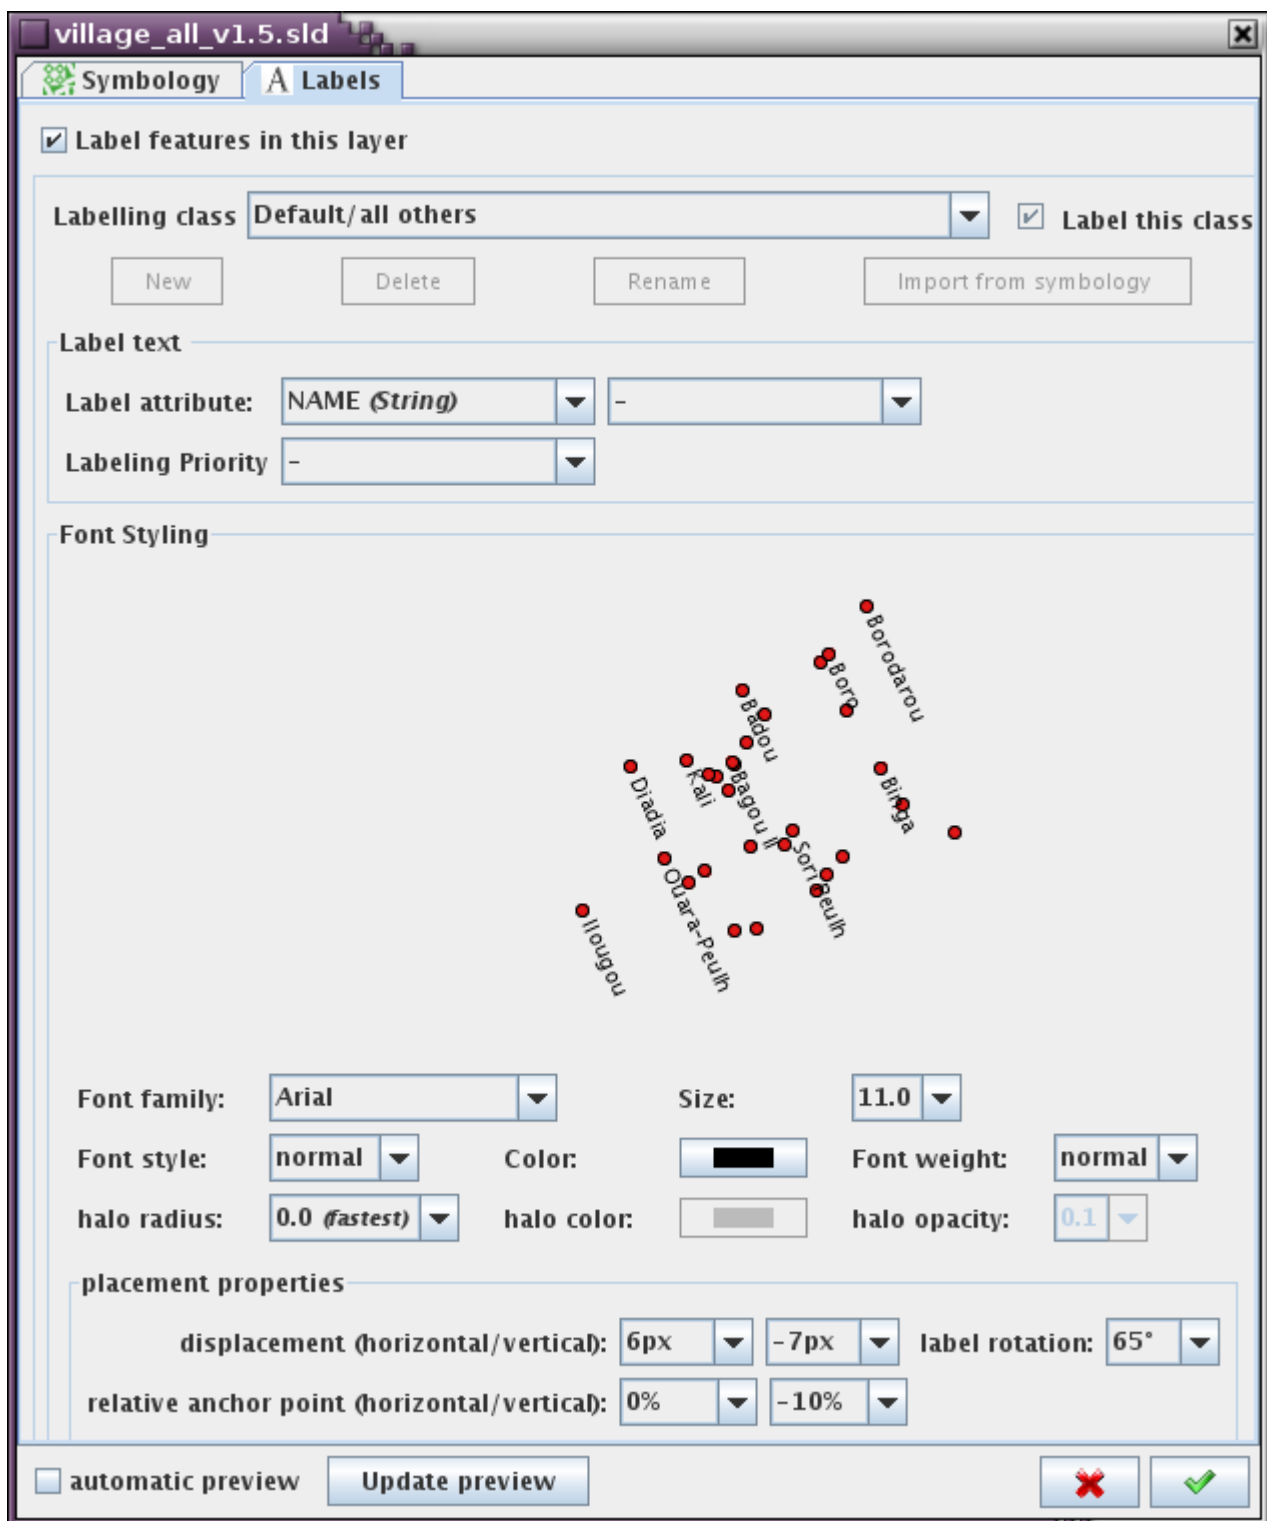 village_all_v1.5.sld
Symbology A Labels
Label features in this layer
Labelling class Default/all others Label this class
New Delete Rename Import from symbology
Label text
Label attribute: NAME (String) -
Labeling Priority -
Font Styling
Borodarou
Boro
Badou
Kali
Bagou II
Diadia
Binga
Sori Peulh
Ouara-Peulh
Ilougou
Font family: Arial Size: 11.0
Font style: normal Color: Font weight: normal
halo radius: 0.0 (fastest) halo color: halo opacity: 0.1
placement properties
displacement (horizontal/vertical): 6px -7px label rotation: 65°
relative anchor point (horizontal/vertical): 0% -10%
automatic preview Update preview